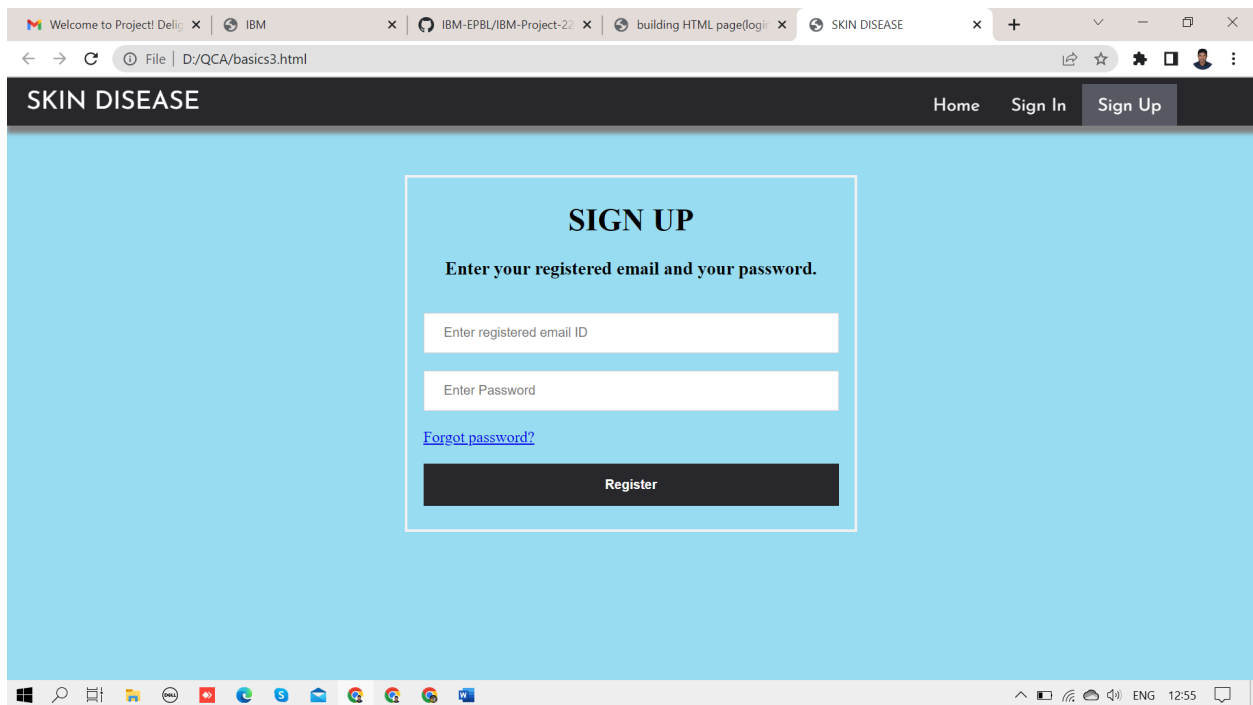 Welcome to Project! Delig
IBM
IBM-EPBL/IBM-Project-22
building HTML page(login
SKIN DISEASE
File
D:/QCA/basics3.html
SKIN DISEASE
Home
Sign In
Sign Up
SIGN UP
Enter your registered email and your password.
Enter registered email ID
Enter Password
Forgot password?
Register
DELL
S
W
ENG
12:55